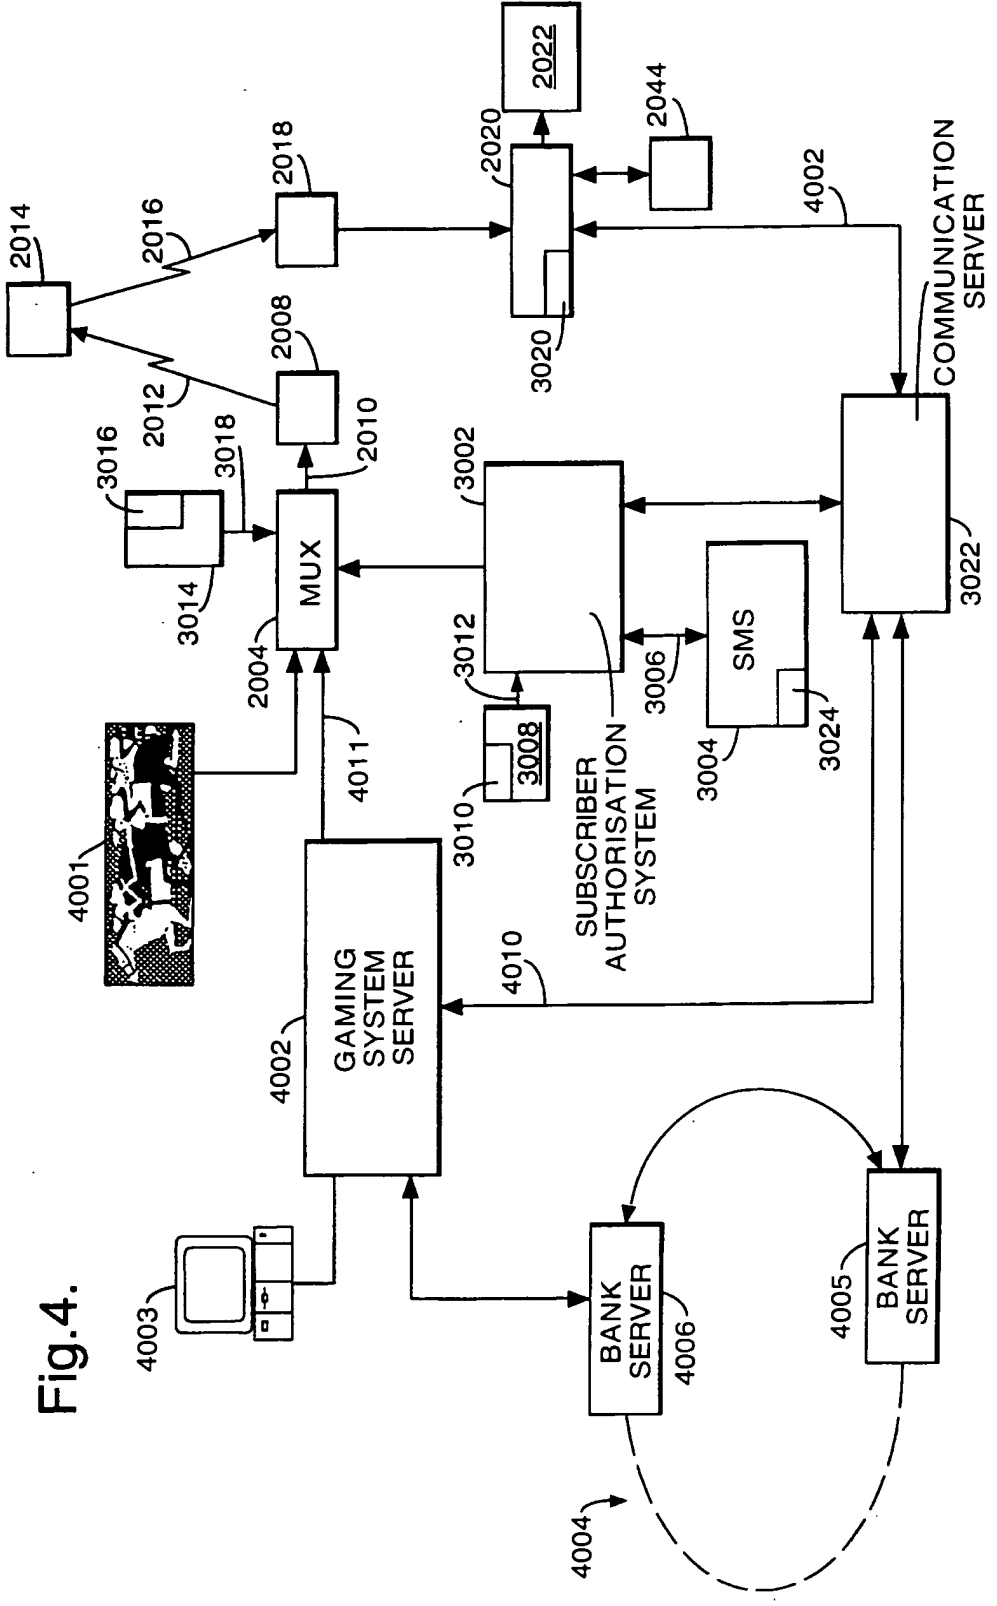 Fig.4.
4003
4001
4002
GAMING
SYSTEM
SERVER
4011
2004
MUX
3014
3016
3018
2010
2008
2012
2014
2016
2018
2020
2022
2044
3020
4002
3002
3012
3010
3008
SUBSCRIBER
AUTHORISATION
SYSTEM
3006
SMS
3004
3024
4010
3022
COMMUNICATION
SERVER
BANK
SERVER
4006
BANK
SERVER
4005
4004